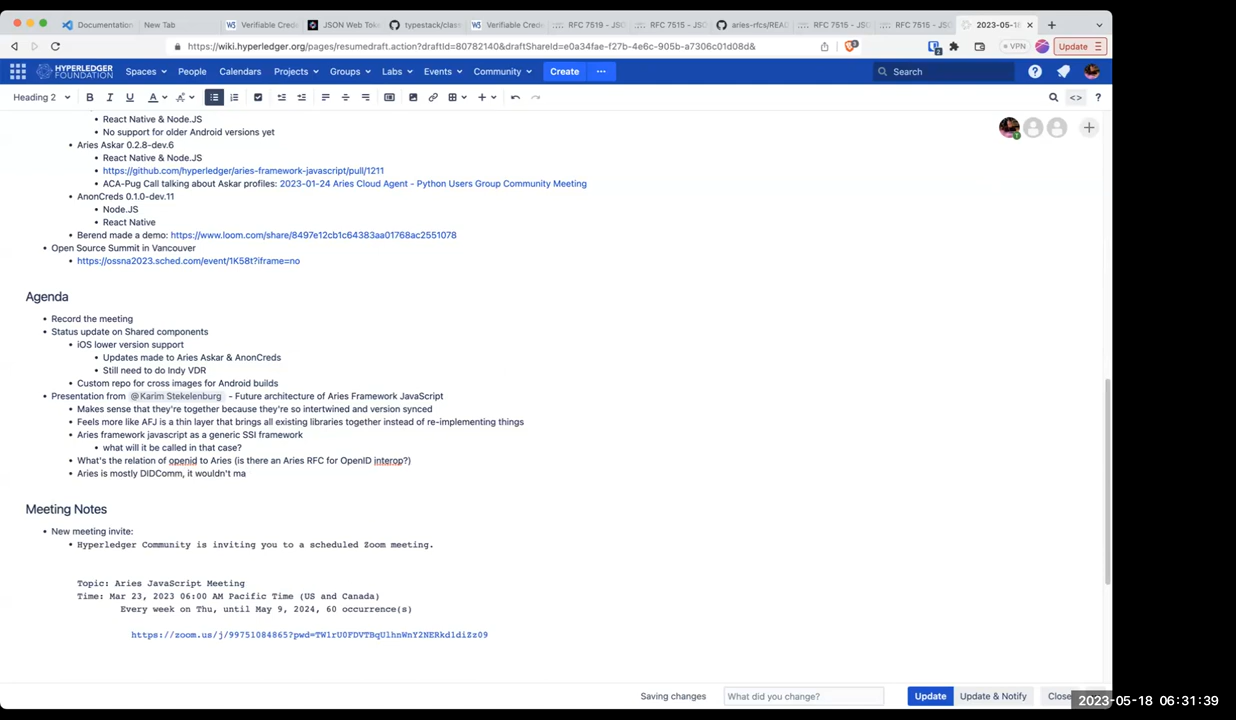 Documentation
New Tab
Verifiable Cred
JSON Web Tok
typestack/class
Verifiable Cred
RFC 7519 - JSO
RFC 7515 - JSO
aries-rfcs/REA
RFC 7515 - JSO
RFC 7515 - JSO
2023-05-18
https://wiki.hyperledger.org/pages/resumedraft.action?draftId=80782140&draftShareId=e0a34fae-f27b-4e6c-905b-a7306c01d08d&
VPN
Update
HYPERLEDGER FOUNDATION
Spaces People Calendars Projects Groups Labs Events Community Create ... Search
Heading 2 B I U A
React Native & Node.JS
No support for older Android versions yet
Aries Askar 0.2.8-dev.6
React Native & Node.JS
https://github.com/hyperledger/aries-framework-javascript/pull/1211
ACA-Pug Call talking about Askar profiles: 2023-01-24 Aries Cloud Agent - Python Users Group Community Meeting
AnonCreds 0.1.0-dev.11
Node.JS
React Native
Berend made a demo: https://www.loom.com/share/8497e12cb1c64383aa01768ac2551078
Open Source Summit in Vancouver
https://ossna2023.sched.com/event/1K58t?iframe=no
Agenda
Record the meeting
Status update on Shared components
iOS lower version support
Updates made to Aries Askar & AnonCreds
Still need to do Indy VDR
Custom repo for cross images for Android builds
Presentation from @Karim Stekelenburg - Future architecture of Aries Framework JavaScript
Makes sense that they're together because they're so intertwined and version synced
Feels more like AFJ is a thin layer that brings all existing libraries together instead of re-implementing things
Aries framework javascript as a generic SSI framework
what will it be called in that case?
What's the relation of openid to Aries (is there an Aries RFC for OpenID interop?)
Aries is mostly DIDComm, it wouldn't ma
Meeting Notes
New meeting invite:
Hyperledger Community is inviting you to a scheduled Zoom meeting.
Topic: Aries JavaScript Meeting
Time: Mar 23, 2023 06:00 AM Pacific Time (US and Canada)
Every week on Thu, until May 9, 2024, 60 occurrence(s)
https://zoom.us/j/99751084865?pwd=TWlrU0FDVTBqUlhnWnY2NERkd1diZz09
Saving changes
What did you change?
Update
Update & Notify
Close
2023-05-18 06:31:39